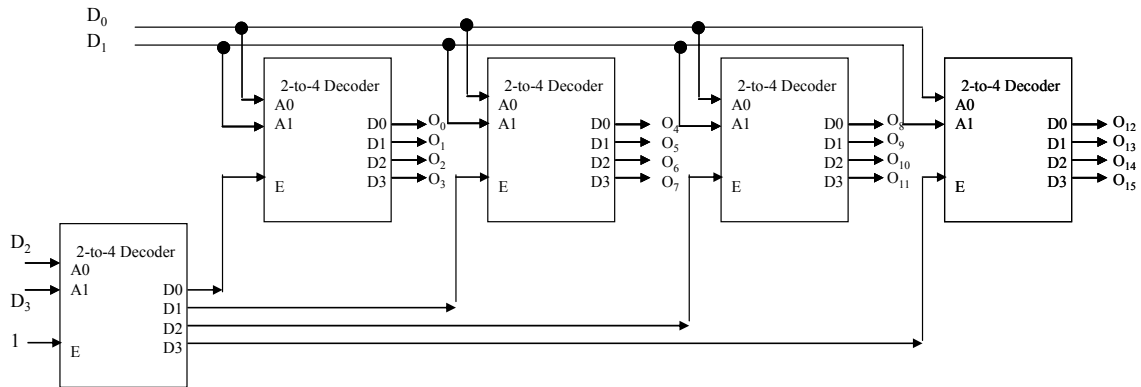 D0
D1
2-to-4 Decoder
A0
A1
E
D0
D1
D2
D3
O0
O1
O2
O3
2-to-4 Decoder
A0
A1
E
D0
D1
D2
D3
O4
O5
O6
O7
2-to-4 Decoder
A0
A1
E
D0
D1
D2
D3
O8
O9
O10
O11
2-to-4 Decoder
A0
A1
E
D0
D1
D2
D3
O12
O13
O14
O15
D2
D3
1
2-to-4 Decoder
A0
A1
E
D0
D1
D2
D3